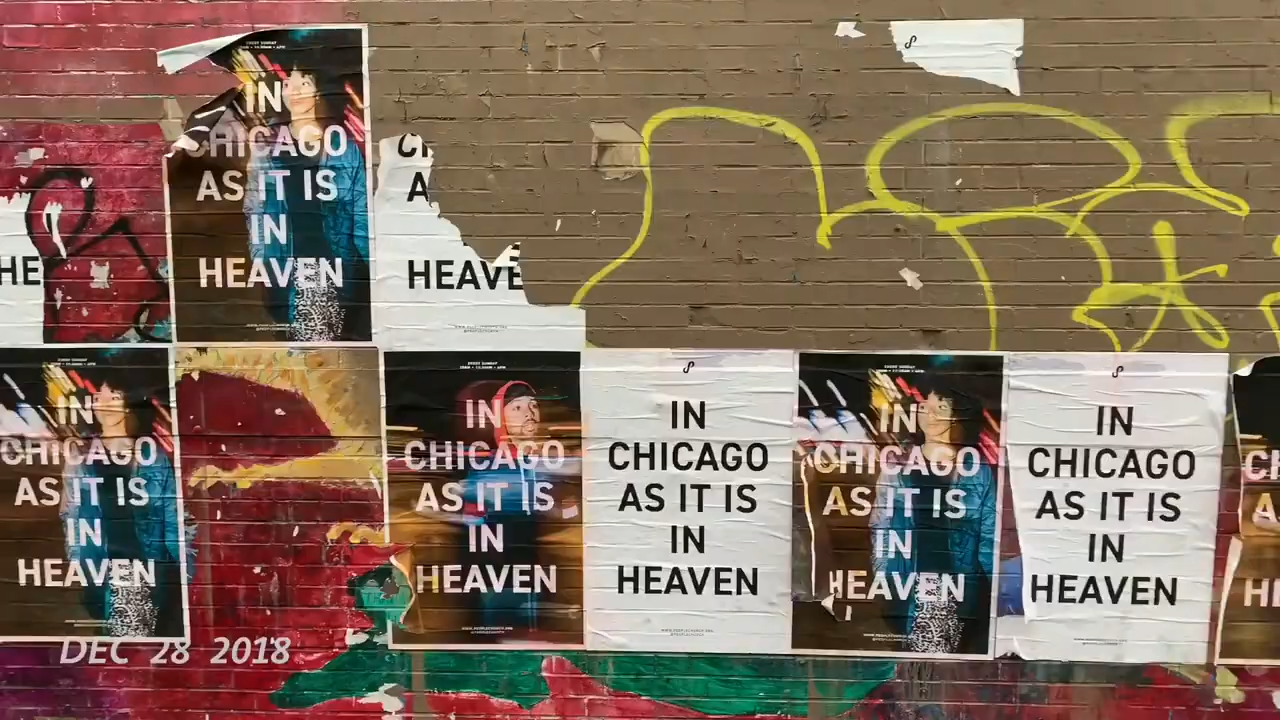 IN
CHICAGO
AS IT IS
IN
HEAVEN
HE
HEAVE
IN
CHICAGO
AS IT IS
IN
HEAVEN
IN
CHICAGO
AS IT IS
IN
HEAVEN
IN
CHICAGO
AS IT IS
IN
HEAVEN
IN
CHICAGO
AS IT IS
IN
HEAVEN
IN
CHICAGO
AS IT IS
IN
HEAVEN
DEC 28 2018